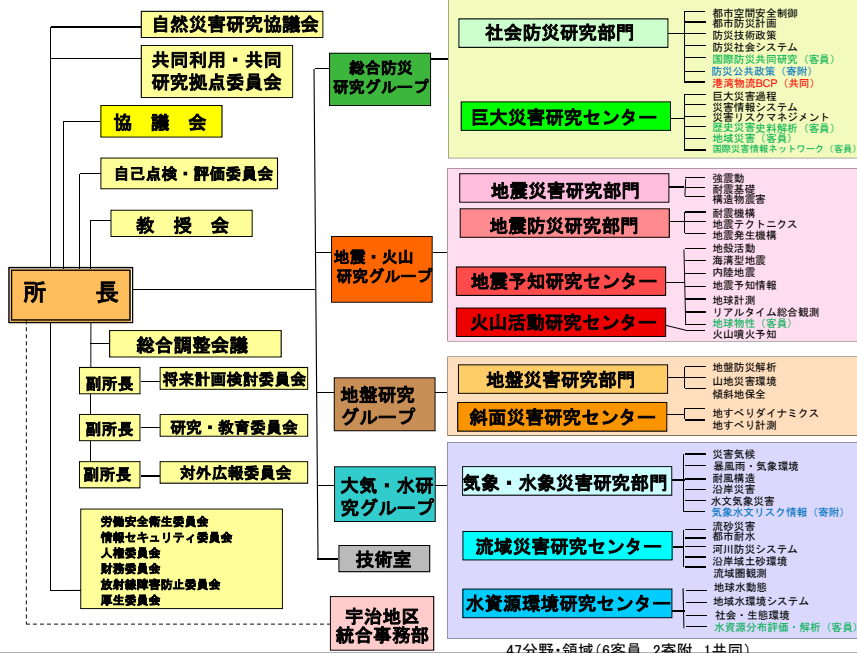 自然災害研究協議会
共同利用・共同
研究拠点委員会
協議会
自己点検・評価委員会
教授会
所長
総合調整会議
副所長
将来計画検討委員会
副所長
研究・教育委員会
副所長
対外広報委員会
労働安全衛生委員会
情報セキュリティ委員会
人権委員会
財務委員会
放射線障害防止委員会
厚生委員会
総合防災
研究グループ
社会防災研究部門
都市空間安全制御
都市防災計画
防災技術政策
防災社会システム
国際防災共同研究(客員)
防災公共政策(寄附)
港湾物流BCP(共同)
巨大災害研究センター
巨大災害過程
災害情報システム
災害リスクマネジメント
歴史災害史料解析(客員)
地域災害(客員)
国際災害情報ネットワーク(客員)
地震・火山
研究グループ
地震災害研究部門
強震動
耐震基礎
構造物震害
地震防災研究部門
耐震機構
地震テクトニクス
地震発生機構
地震予知研究センター
地殻活動
海溝型地震
内陸地震
地震予知情報
地球計測
リアルタイム総合観測
地球物性(客員)
火山活動研究センター
火山噴火予知
地盤研究
グループ
地盤災害研究部門
地盤防災解析
山地災害環境
傾斜地保全
斜面災害研究センター
地すべりダイナミクス
地すべり計測
大気・水研
究グループ
気象・水象災害研究部門
災害気候
暴風雨・気象環境
耐風構造
沿岸災害
水文気象災害
気象水文リスク情報(寄附)
流域災害研究センター
流砂災害
都市耐水
河川防災システム
沿岸域土砂環境
流域圏観測
水資源環境研究センター
地球水動態
地域水環境システム
社会・生態環境
水資源分布評価・解析(客員)
技術室
宇治地区
統合事務部
47分野・領域(6客員、2寄附、1共同)